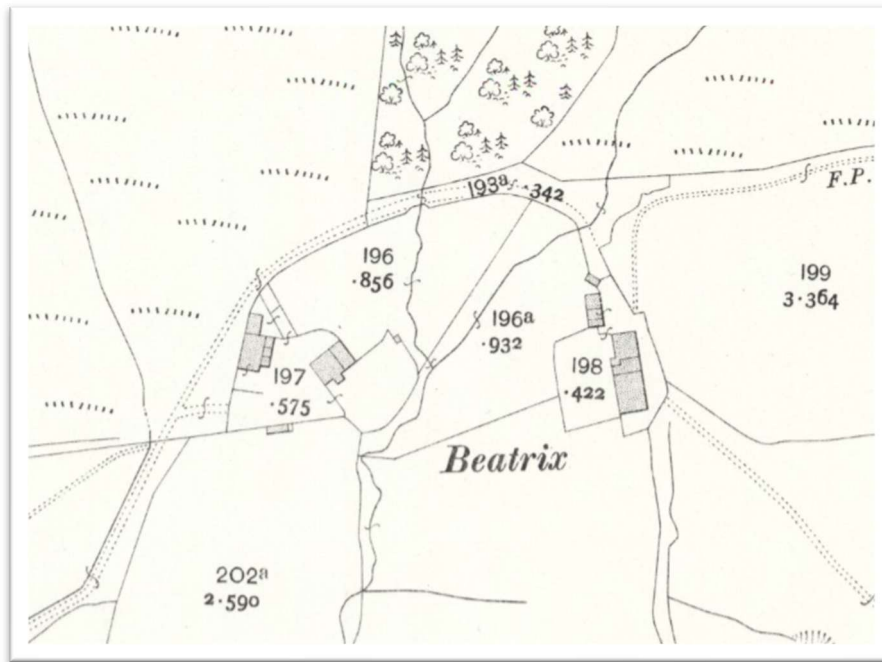 193a .342
F.P.
196
.856
199
3.364
196a
.932
198
.422
197
.575
Beatrix
202a
2.590